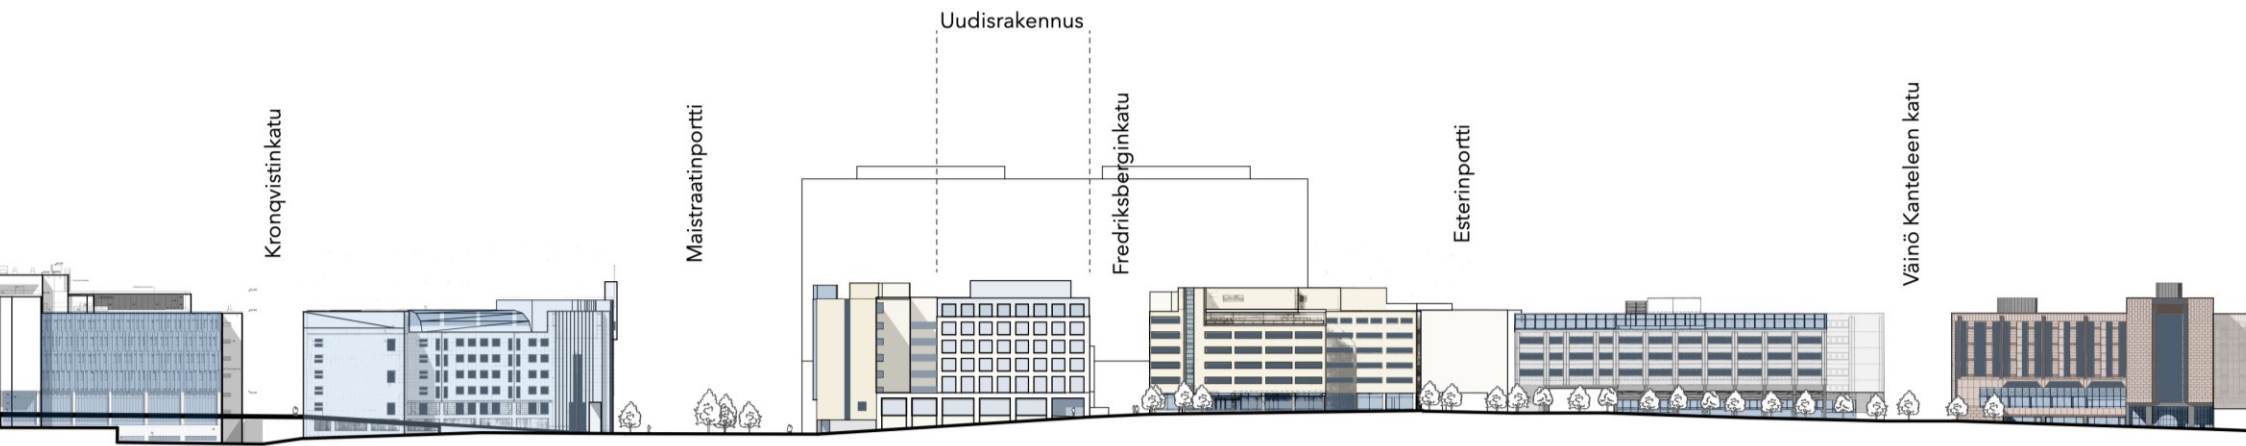 Uudisrakennus
Kronqvistinkatu
Maistraatinportti
Fredriksberginkatu
Esterinportti
Väinö Kanteleen katu